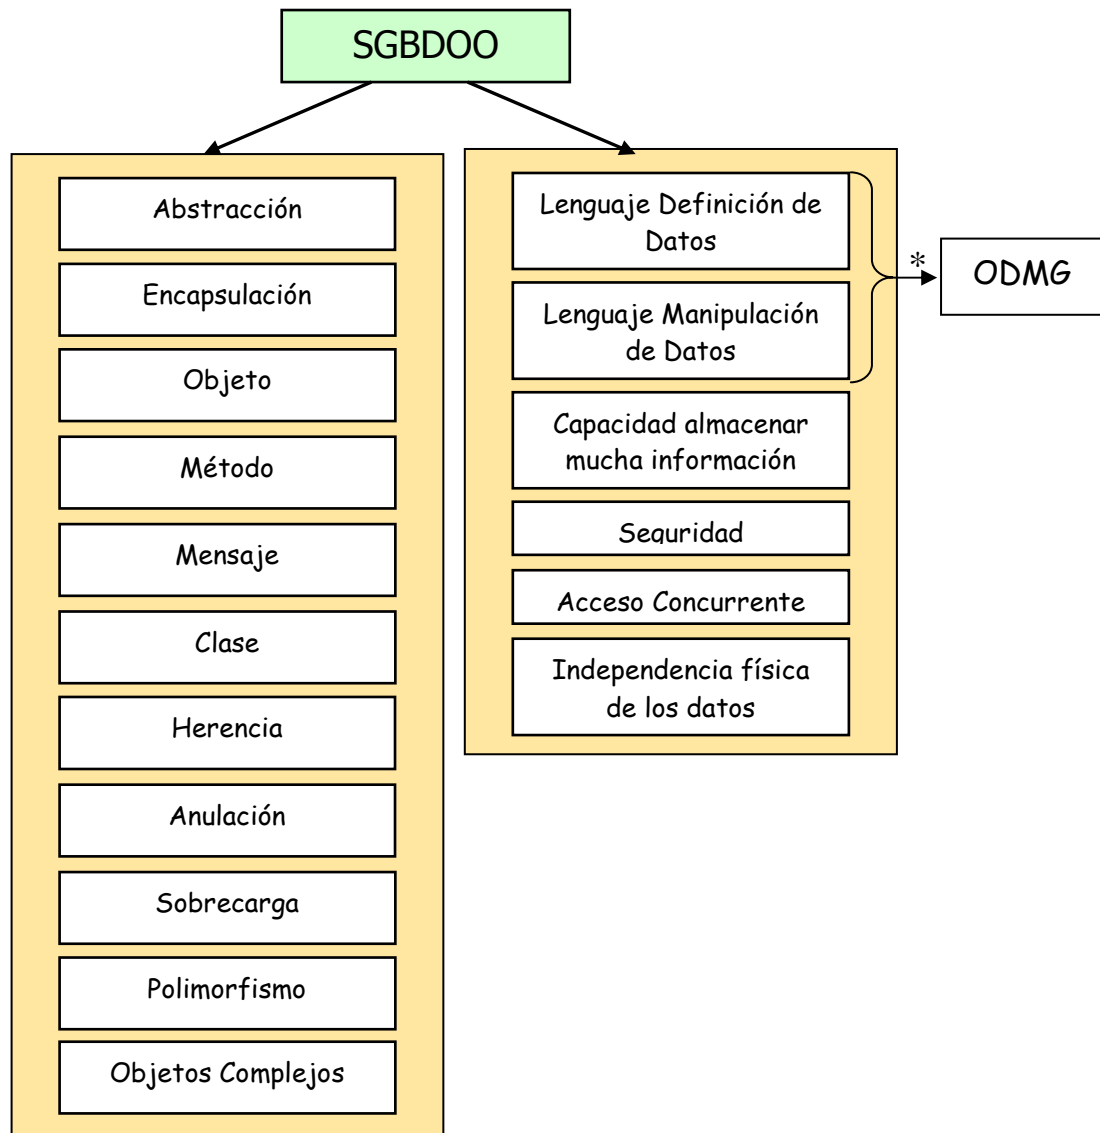 SGBDOO
Abstracción
Encapsulación
Objeto
Método
Mensaje
Clase
Herencia
Anulación
Sobrecarga
Polimorfismo
Objetos Complejos
Lenguaje Definición de
Datos
Lenguaje Manipulación
de Datos
Capacidad almacenar
mucha información
Seguridad
Acceso Concurrente
Independencia física
de los datos
*
ODMG